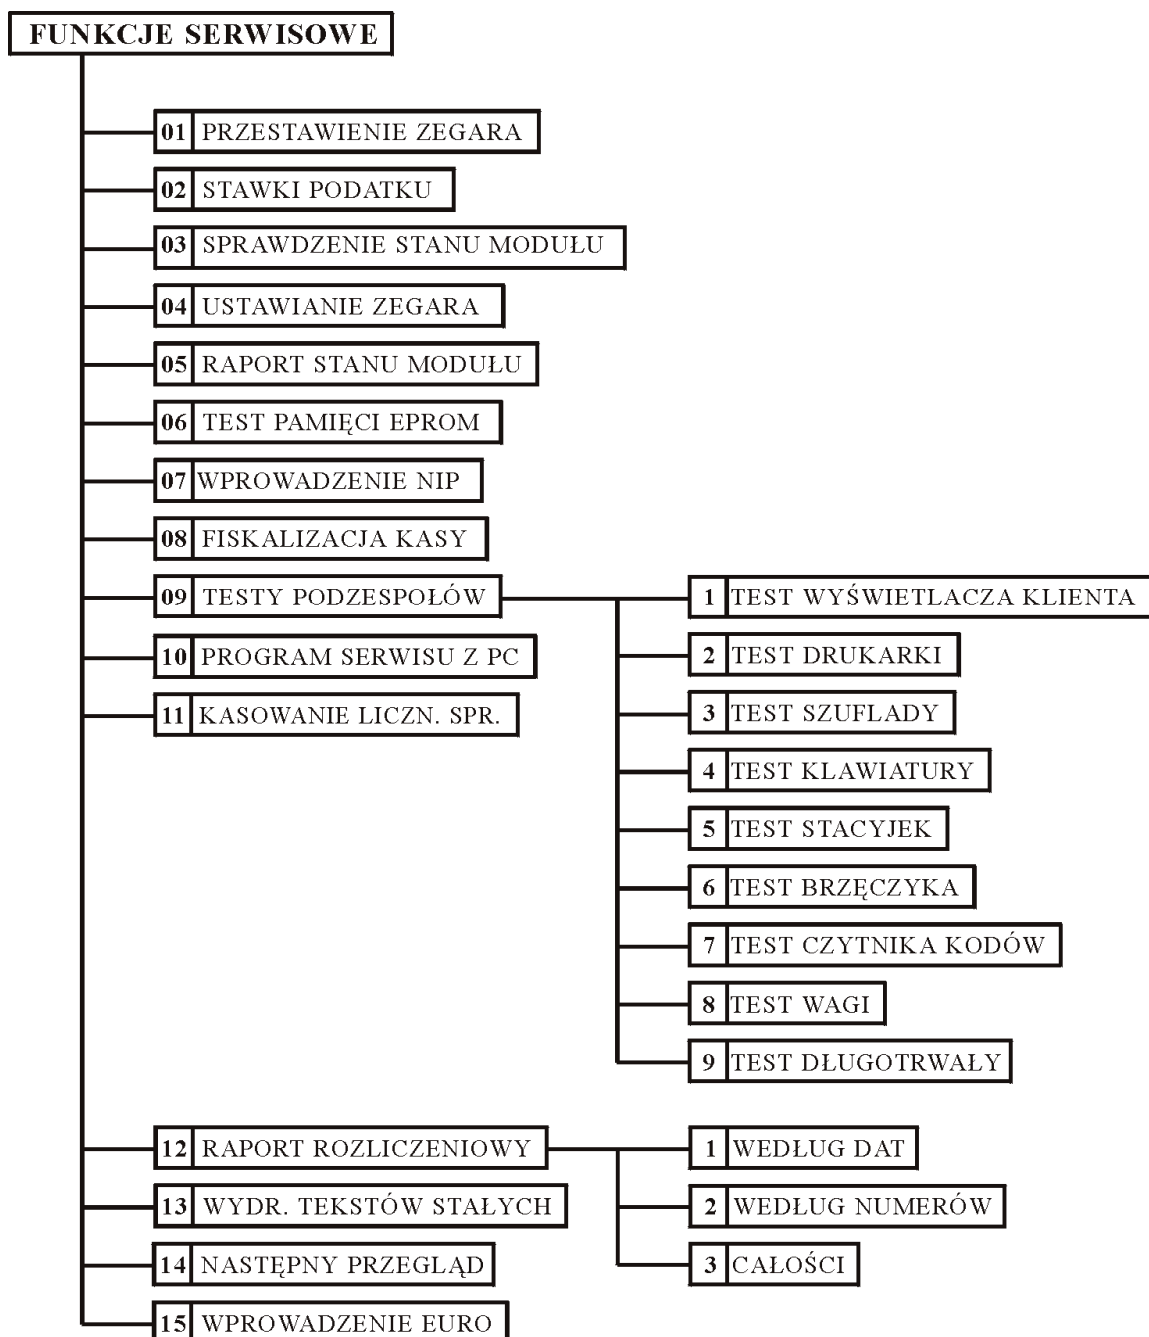 FUNKCJE SERWISOWE
01 PRZESTAWIENIE ZEGARA
02 STAWKI PODATKU
03 SPRAWDZENIE STANU MODUŁU
04 USTAWIANIE ZEGARA
05 RAPORT STANU MODUŁU
06 TEST PAMIĘCI EPROM
07 WPROWADZENIE NIP
08 FISKALIZACJA KASY
09 TESTY PODZESPOŁÓW
1 TEST WYŚWIETLACZA KLIENTA
2 TEST DRUKARKI
3 TEST SZUFLADY
4 TEST KLAWIATURY
5 TEST STACYJEK
6 TEST BRZĘCZYKA
7 TEST CZYTNIKA KODÓW
8 TEST WAGI
9 TEST DŁUGOTRWAŁY
10 PROGRAM SERWISU Z PC
11 KASOWANIE LICZN. SPR.
12 RAPORT ROZLICZENIOWY
1 WEDŁUG DAT
2 WEDŁUG NUMERÓW
3 CAŁOŚCI
13 WYDR. TEKSTÓW STAŁYCH
14 NASTĘPNY PRZEGLĄD
15 WPROWADZENIE EURO